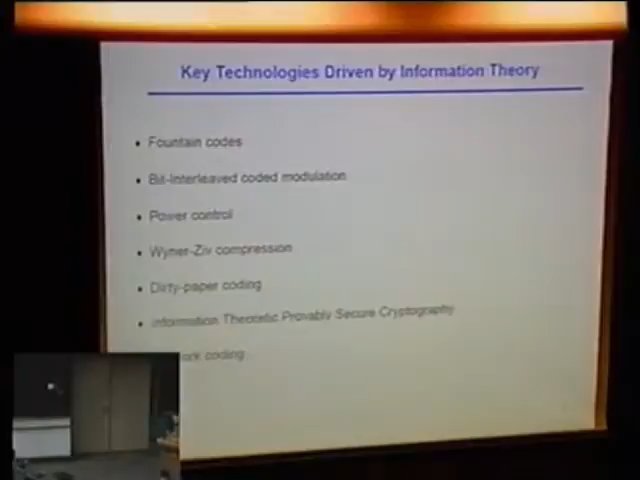 Key Technologies Driven by Information Theory
Fountain codes
Bit-Interleaved coded modulation
Power control
Wyner-Ziv compression
Dirty-paper coding
Information Theoretic Provably Secure Cryptography
coding